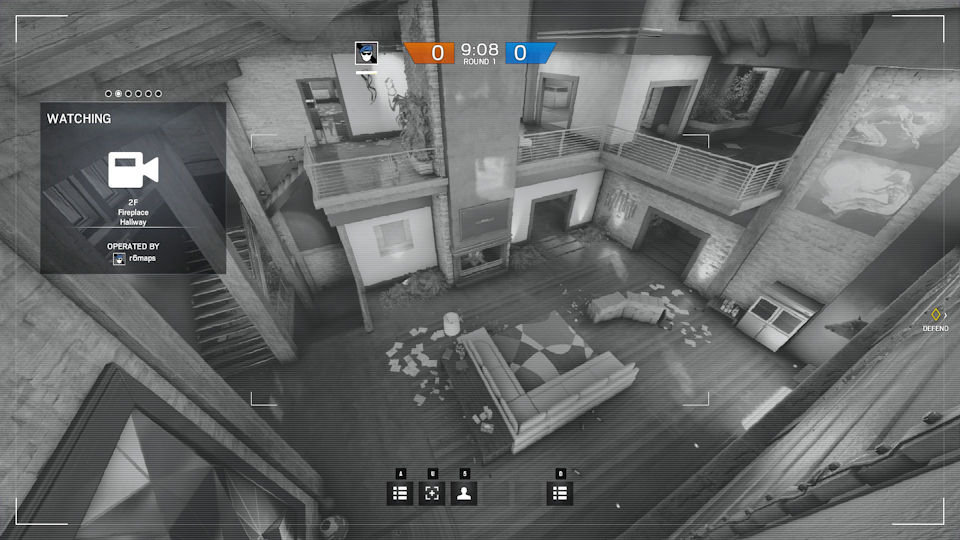 0
9:08
0
ROUND 1
WATCHING
2F
Fireplace
Hallway
OPERATED BY
r6maps
DEFEND
A
S
D